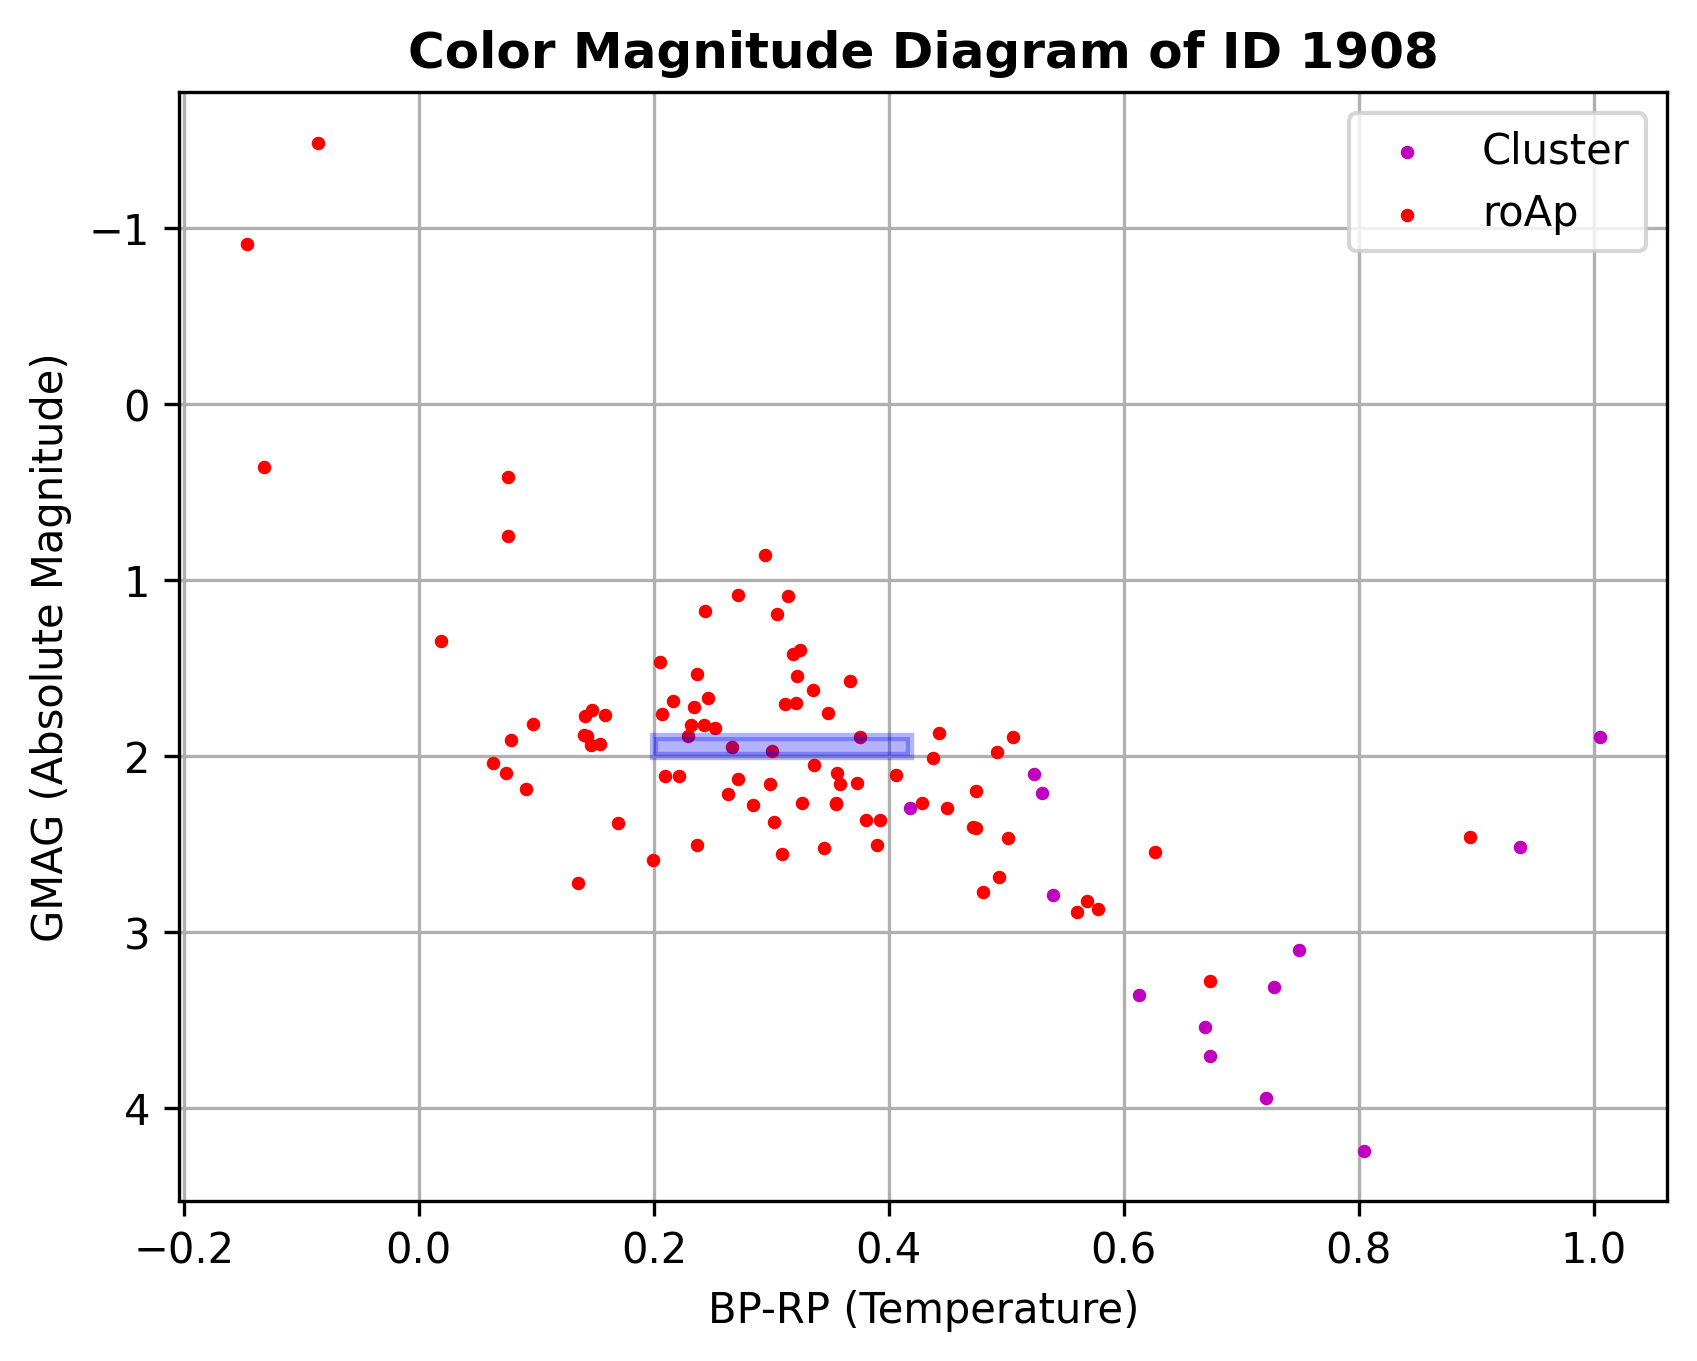 Color Magnitude Diagram of ID 1908
Cluster
roAp
GMAG (Absolute Magnitude)
−1
0
1
2
3
4
−0.2
0.0
0.2
0.4
0.6
0.8
1.0
BP-RP (Temperature)